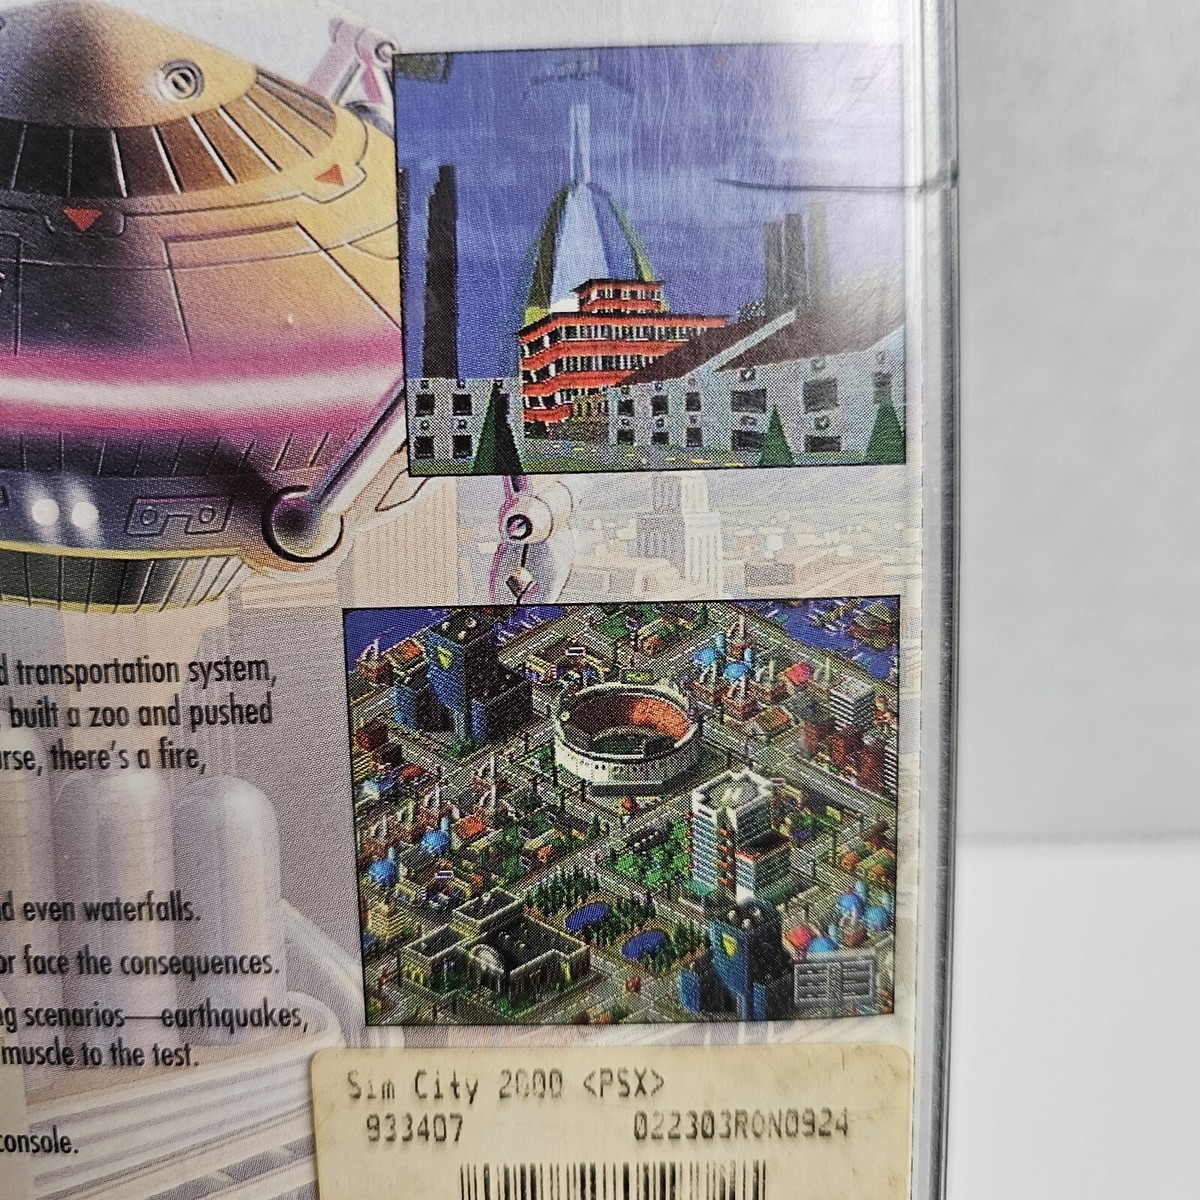 d transportation system,
built a zoo and pushed
rse, there's a fire,
d even waterfalls.
or face the consequences.
g scenarios—earthquakes,
muscle to the test.
console.
Sim City 2000 <PSX>
933407 022303RON0924